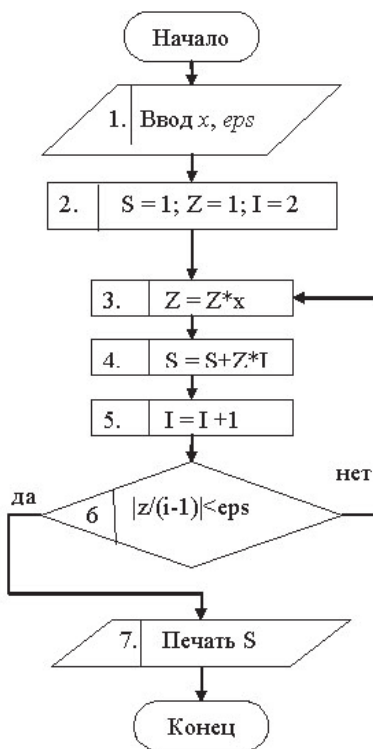 Начало
1. Ввод x, eps
2. S = 1; Z = 1; I = 2
3. Z = Z*x
4. S = S+Z*I
5. I = I +1
да
нет
6 |z/(i-1)|<eps
7. Печать S
Конец